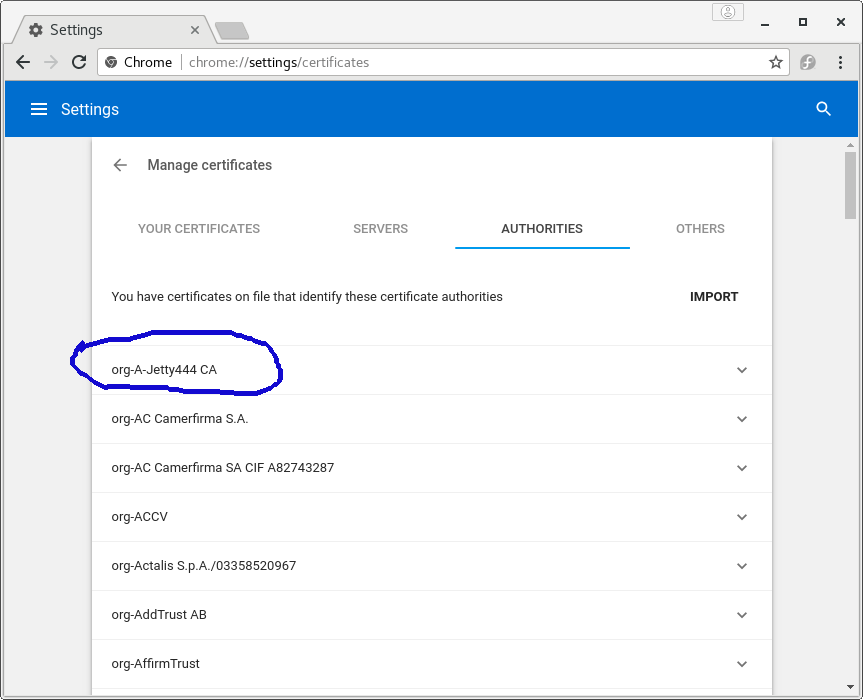 Settings
Chrome chrome://settings/certificates
Settings
Manage certificates
YOUR CERTIFICATES SERVERS AUTHORITIES OTHERS
You have certificates on file that identify these certificate authorities IMPORT
org-A-Jetty444 CA
org-AC Camerfirma S.A.
org-AC Camerfirma SA CIF A82743287
org-ACCV
org-Actalis S.p.A./03358520967
org-AddTrust AB
org-AffirmTrust